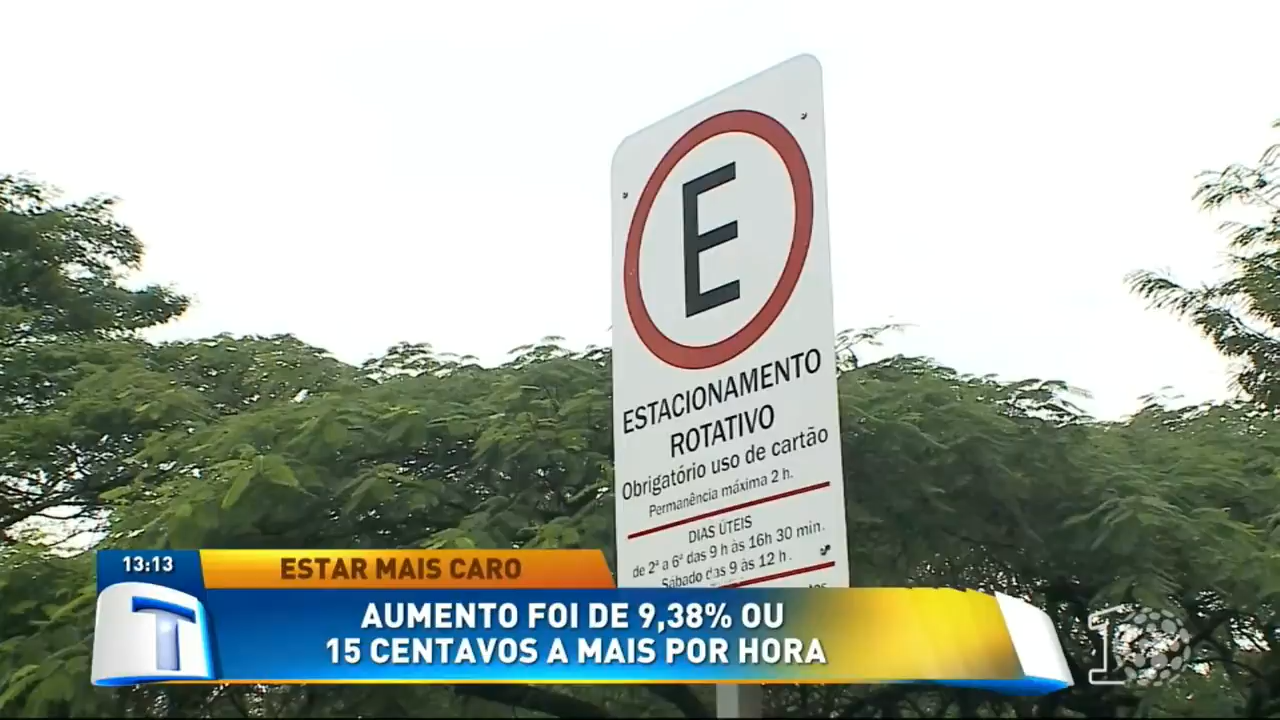 E
ESTACIONAMENTO
ROTATIVO
Obrigatório uso de cartão
Permanência máxima 2 h.
DIAS ÚTEIS
de 2ª a 6ª das 9 h às 16h 30 min.
Sábado das 9 às 12 h.
13:13
ESTAR MAIS CARO
T
AUMENTO FOI DE 9,38% OU
15 CENTAVOS A MAIS POR HORA
10